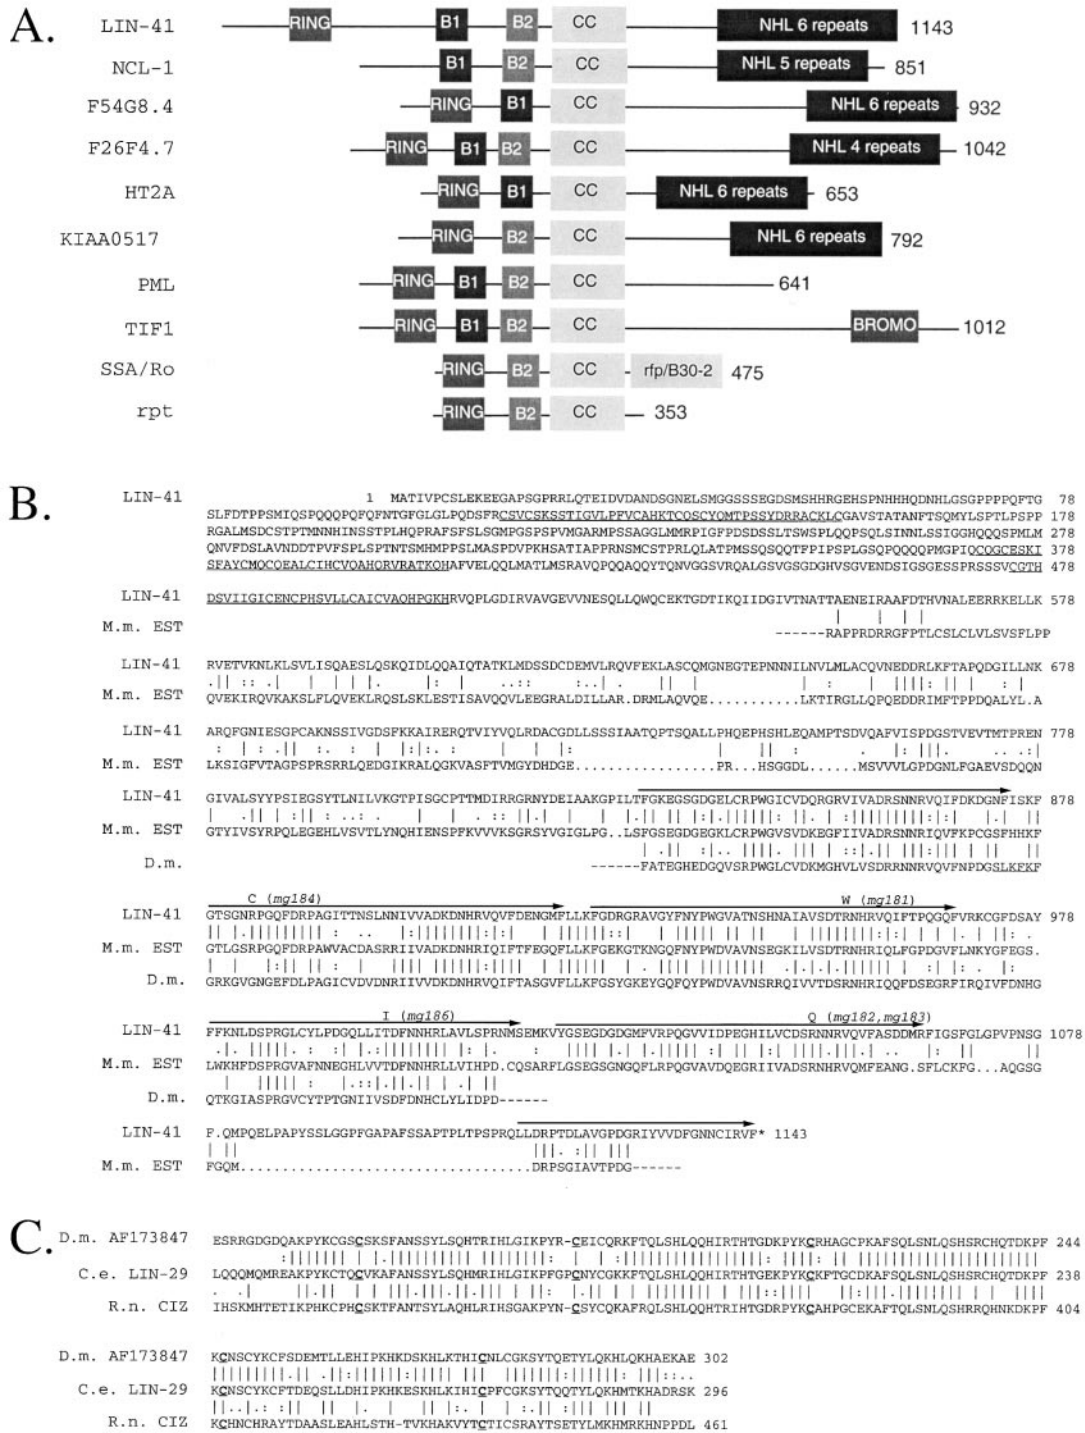 A.
LIN-41 RING B1 B2 CC NHL 6 repeats 1143
NCL-1 B1 B2 CC NHL 5 repeats 851
F54G8.4 RING B1 CC NHL 6 repeats 932
F26F4.7 RING B1 B2 CC NHL 4 repeats 1042
HT2A RING B1 CC NHL 6 repeats 653
KIAA0517 RING B2 CC NHL 6 repeats 792
PML RING B1 B2 CC 641
TIF1 RING B1 B2 CC BROMO 1012
SSA/Ro RING B2 CC rfp/B30-2 475
rpt RING B2 CC 353
B.
LIN-41 1 MATIVPCSLEKEEGAPSGPRRLQTEIDVDANDSGNELSMGGSSSEGDSMSHHRGEHSPNHHHQDNHLGSGPPPPQFTG 78
SLFDTPPSMIQSPQQQPQFQFNTGFGLGLPQDSFRCSVCSKSSTIGVLPFVCAHKTCQSCYQMTPSSYDRRACKLCGAVSTATANFTSQMYLSPTLPSPP 178
RGALMSDCSTPTMNNHINSSTPLHQPRAFSFSLSGMPGSPSPVMGARMPSSAGGLMMRPIGFPDSDSSLTSWSPLQQPSQLSINNLSSIGGHQQQSPMLM 278
QNVFDSLAVNDDTPVFSPLSPTNTSMHMPPSLMASPDVPKHSATIAPPRNSMCSTPRLQLATPMSSQSQQTFPIPSPLGSQPQQQQPMGPIQCQGCESKI 378
SFAYCMQCQEALCIHCVQAHQRVRATKQHAFVELQQLMATLMSRAVQPQQAQQYTQNVGGSVRQALGSVGSGDGHVSGVENDSIGSGESSPRSSSVCGTH 478
LIN-41 DSVIIGICENCPHSVLLCAICVAQHPGKHRVQPLGDIRVAVGEVVNESQLLQWQCEKTGDTIKQIIDGIVTNATTAENEIRAAFDTHVNALEERRKELLK 578
M.m. EST ------RAPPRDRRGFPTLCSLCLVLSVSFLPP
LIN-41 RVETVKNLKLSVLISQAESLQSKQIDLQQAIQTATKLMDSSDCDEMVLRQVFEKLASCQMGNEGTEPNNNILNVLMLACQVNEDDRLKFTAPQDGILLNK 678
M.m. EST QVEKIRQVKAKSLFLQVEKLRQSLSKLESTISAVQQVLEEGRALDILLAR.DRMLAQVQE...........LKTIRGLLQPQEDDRIMFTPPDQALYL.A
LIN-41 ARQFGNIESGPCAKNSSIVGDSFKKAIRERQTVIYVQLRDACGDLLSSSIAATQPTSQALLPHQEPHSHLEQAMPTSDVQAFVISPDGSTVEVTMTPREN 778
M.m. EST LKSIGFVTAGPSPRSRRLQEDGIKRALQGKVASFTVMGYDHDGE.................PR...HSGGDL......MSVVVLGPDGNLFGAEVSDQQN
LIN-41 GIVALSYYPSIEGSYTLNILVKGTPISGCPTTMDIRRGRNYDEIAAKGPILTFGKEGSGDGELCRPWGICVDQRGRVIVADRSNNRVQIFDKDGNFISKF 878
M.m. EST GTYIVSYRPQLEGEHLVSVTLYNQHIENSPFKVVVKSGRSYVGIGLPG..LSFGSEGDGEGKLCRPWGVSVDKEGFIIVADRSNNRIQVFKPCGSFHHKF
D.m. ------FATEGHEDGQVSRPWGLCVDKMGHVLVSDRRNNRVQVFNPDGSLKFKF
C (mg184) W (mg181)
LIN-41 GTSGNRPGQFDRPAGITTNSLNNIVVADKDNHRVQVFDENGMFLLKFGDRGRAVGYFNYPWGVATNSHNAIAVSDTRNHRVQIFTPQGQFVRKCGFDSAY 978
M.m. EST GTLGSRPGQFDRPAWVACDASRRIIVADKDNHRIQIFTFEGQFLLKFGEKGTKNGQFNYPWDVAVNSEGKILVSDTRNHRIQLFGPDGVFLNKYGFEGS.
D.m. GRKGVGNGEFDLPAGICVDVDNRIIVVDKDNHRVQIFTASGVFLLKFGSYGKEYGQFQYPWDVAVNSRRQIVVTDSRNHRIQQFDSEGRFIRQIVFDNHG
I (mg186) Q (mg182,mg183)
LIN-41 FFKNLDSPRGLCYLPDGQLLITDFNNHRLAVLSPRNMSEMKVYGSEGDGDGMFVRPQGVVIDPEGHILVCDSRNNRVQVFASDDMRFIGSFGLGPVPNSG 1078
M.m. EST LWKHFDSPRGVAFNNEGHLVVTDFNNHRLLVIHPD.CQSARFLGSEGSGNGQFLRPQGVAVDQEGRIIVADSRNHRVQMFEANG.SFLCKFG...AQGSG
D.m. QTKGIASPRGVCYTPTGNIIVSDFDNHCLYLIDPD------
LIN-41 F.QMPQELPAPYSSLGGPFGAPAFSSAPTPLTPSPRQLLDRPTDLAVGPDGRIYVVDFGNNCIRVF* 1143
M.m. EST FGQM............................DRPSGIAVTPDG------
C.
D.m. AF173847 ESRRGDGDQAKPYKCGSCSKSFANSSYLSQHTRIHLGIKPYR-CEICQRKFTQLSHLQQHIRTHTGDKPYKCRHAGCPKAFSQLSNLQSHSRCHQTDKPF 244
C.e. LIN-29 LQQQMQMREAKPYKCTQCVKAFANSSYLSQHMRIHLGIKPFGPCNYCGKKFTQLSHLQQHIRTHTGEKPYKCKFTGCDKAFSQLSNLQSHSRCHQTDKPF 238
R.n. CIZ IHSKMHTETIKPHKCPHCSKTFANTSYLAQHLRIHSGAKPYN-CSYCQKAFRQLSHLQQHTRIHTGDRPYKCAHPGCEKAFTQLSNLQSHRRQHNKDKPF 404
D.m. AF173847 KCNSCYKCFSDEMTLLEHIPKHKDSKHLKTHICNLCGKSYTQETYLQKHLQKHAEKAE 302
C.e. LIN-29 KCNSCYKCFTDEQSLLDHIPKHKESKHLKIHICPFCGKSYTQQTYLQKHMTKHADRSK 296
R.n. CIZ KCHNCHRAYTDAASLEAHLSTH-TVKHAKVYTCTICSRAYTSETYLMKHMRKHNPPDL 461